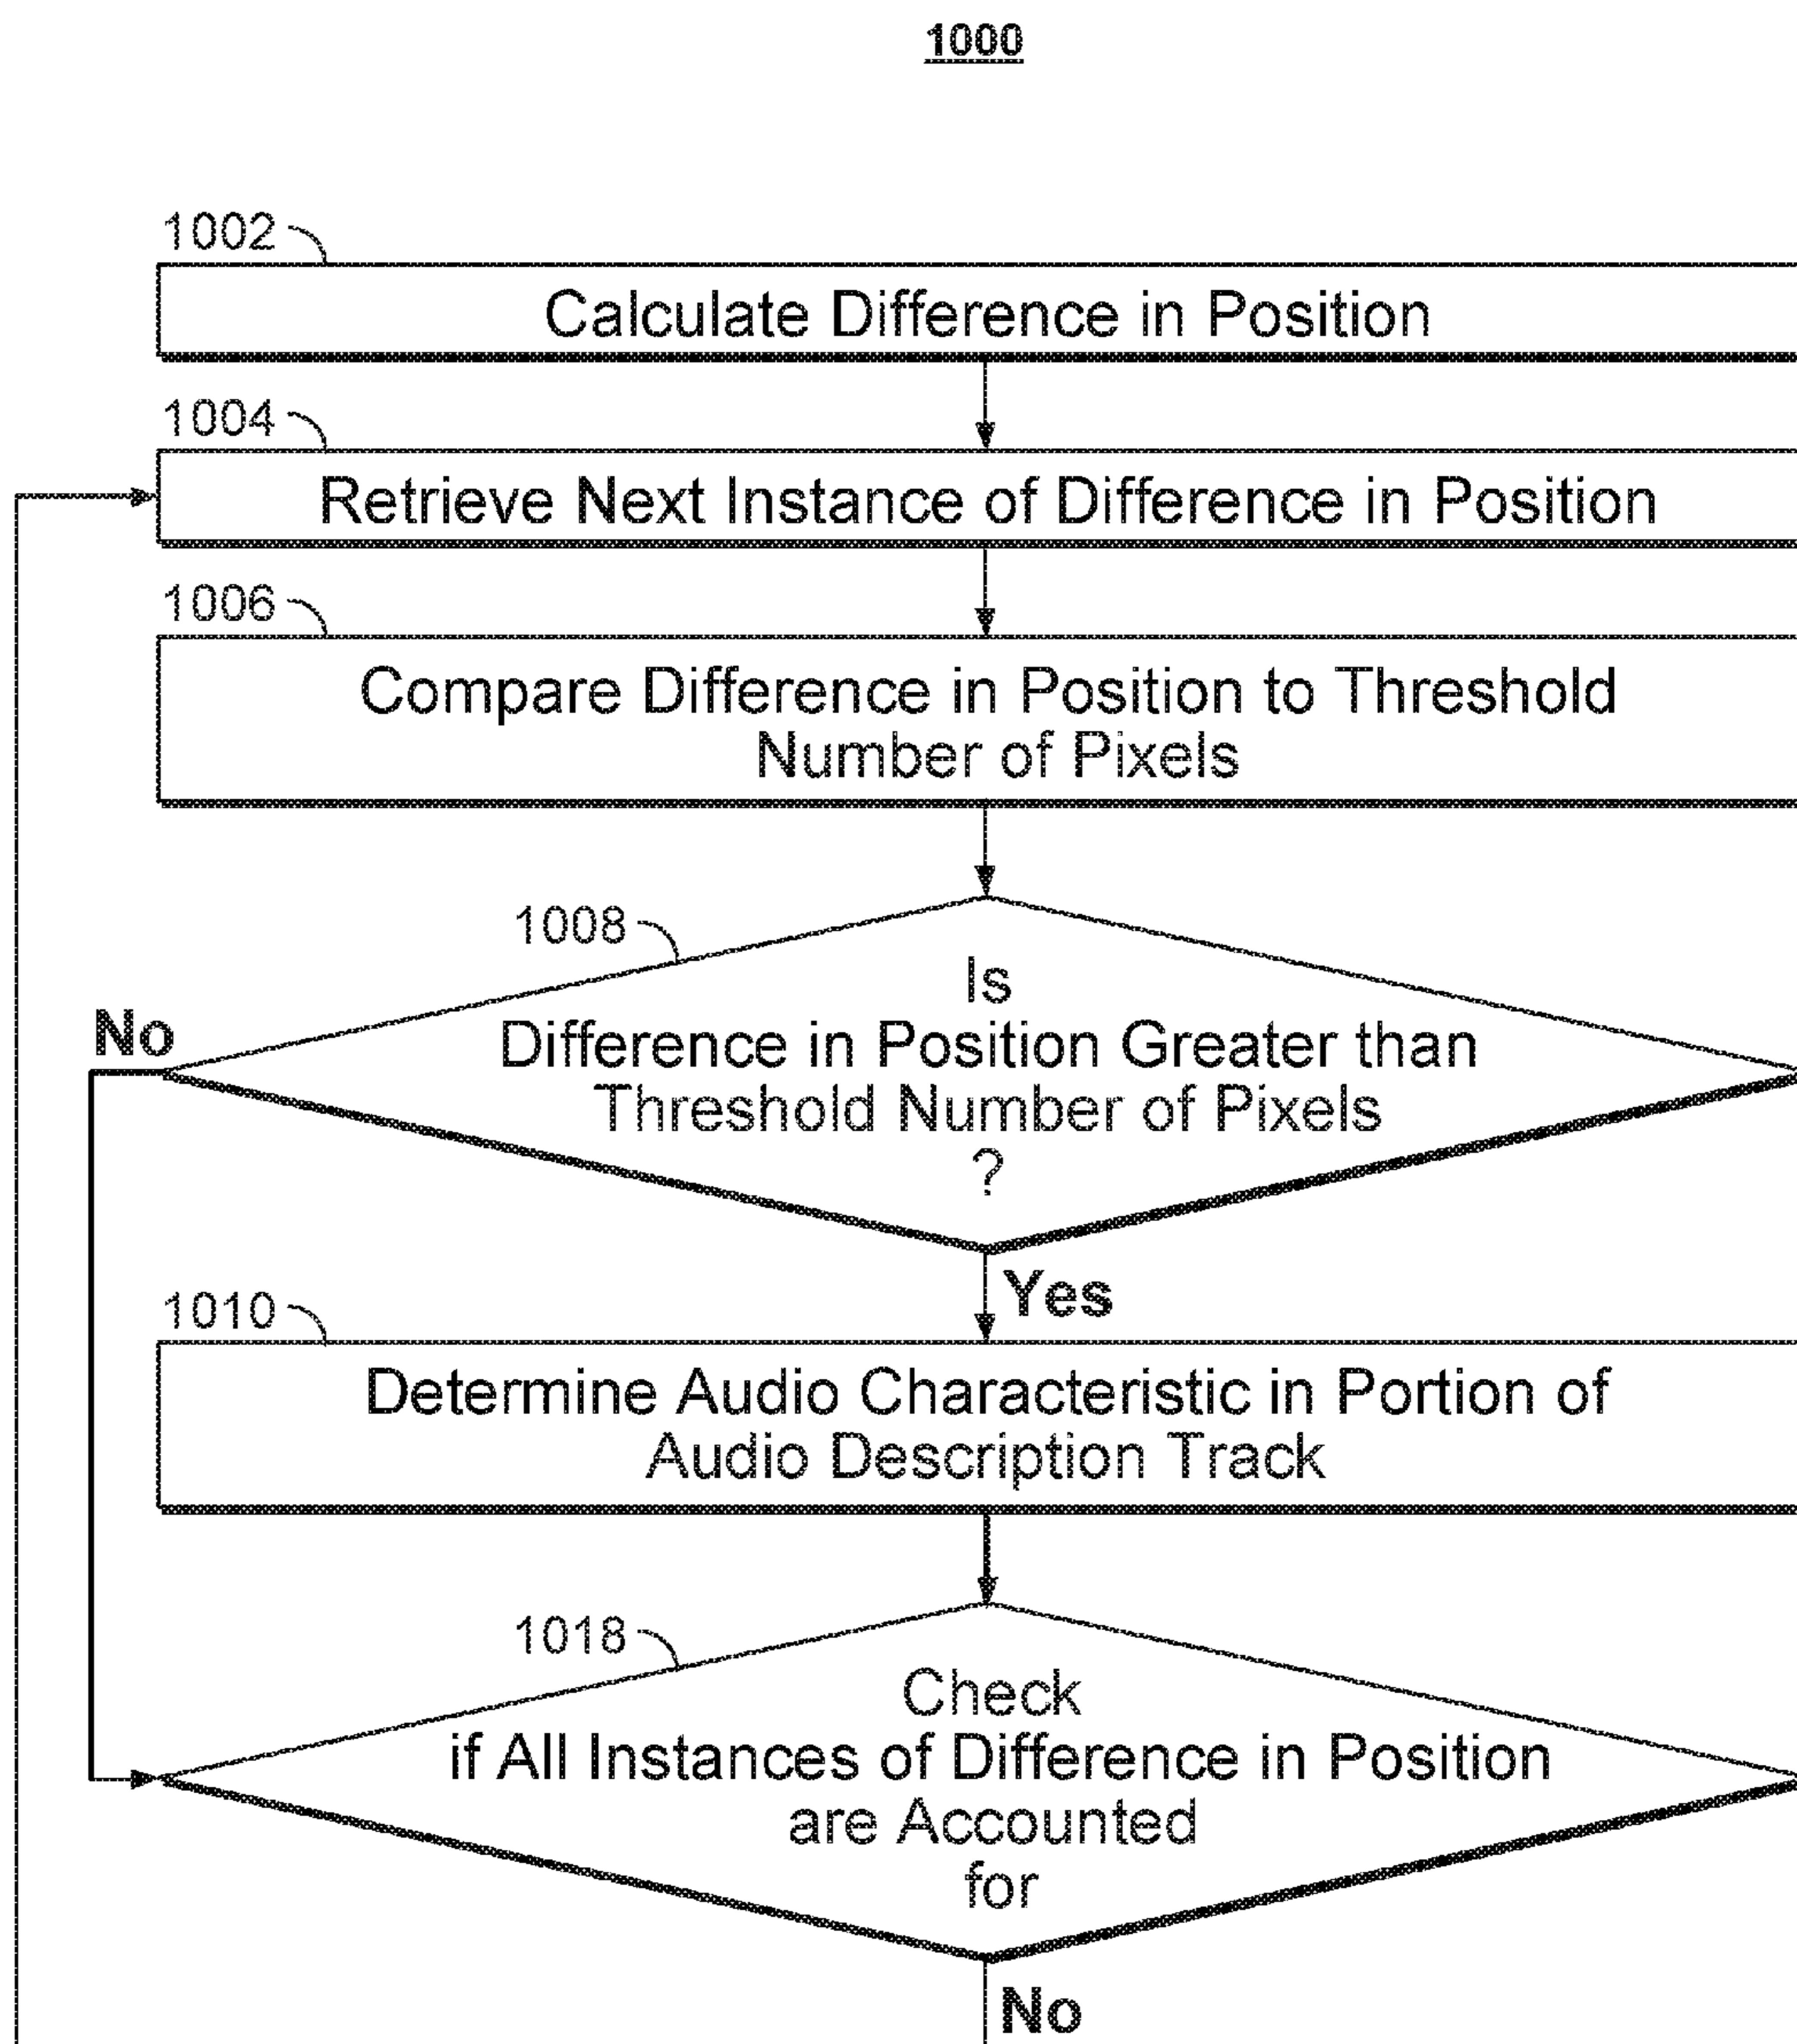 1000
1002
Calculate Difference in Position
1004
Retrieve Next Instance of Difference in Position
1006
Compare Difference in Position to Threshold
Number of Pixels
1008
Is
No
Difference in Position Greater than
Threshold Number of Pixels
?
Yes
1010
Determine Audio Characteristic in Portion of
Audio Description Track
1018
Check
if All Instances of Difference in Position
are Accounted
for
No